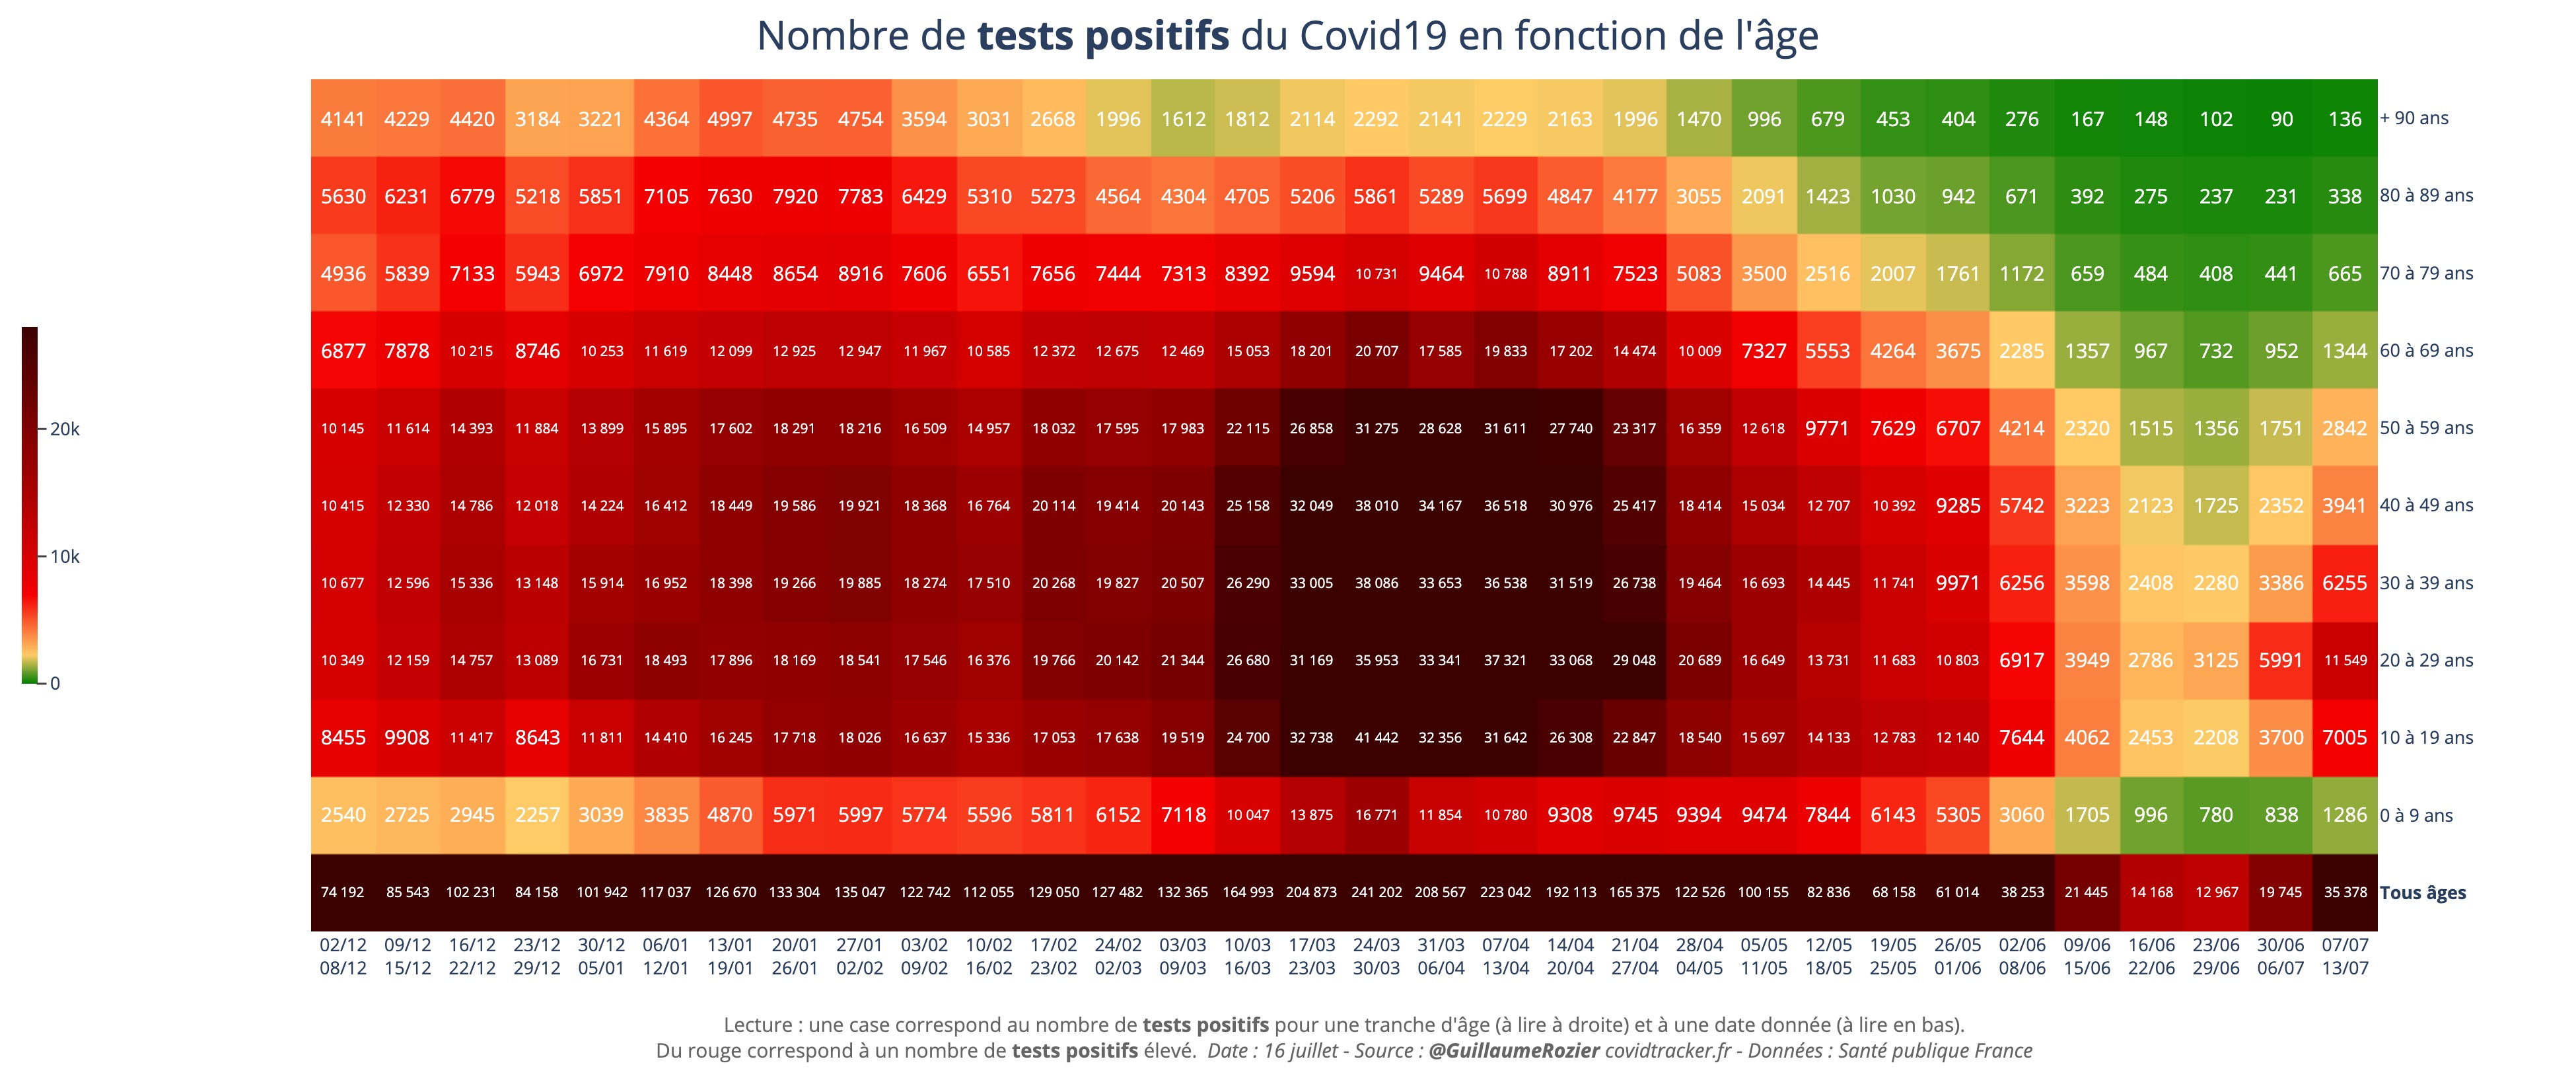 Nombre de tests positifs du Covid19 en fonction de l'âge
4141 4229 4420 3184 3221 4364 4997 4735 4754 3594 3031 2668 1996 1612 1812 2114 2292 2141 2229 2163 1996 1470 996 679 453 404 276 167 148 102 90 136 + 90 ans
5630 6231 6779 5218 5851 7105 7630 7920 7783 6429 5310 5273 4564 4304 4705 5206 5861 5289 5699 4847 4177 3055 2091 1423 1030 942 671 392 275 237 231 338 80 à 89 ans
4936 5839 7133 5943 6972 7910 8448 8654 8916 7606 6551 7656 7444 7313 8392 9594 10 731 9464 10 788 8911 7523 5083 3500 2516 2007 1761 1172 659 484 408 441 665 70 à 79 ans
6877 7878 10 215 8746 10 253 11 619 12 099 12 925 12 947 11 967 10 585 12 372 12 675 12 469 15 053 18 201 20 707 17 585 19 833 17 202 14 474 10 009 7327 5553 4264 3675 2285 1357 967 732 952 1344 60 à 69 ans
20k
10 145 11 614 14 393 11 884 13 899 15 895 17 602 18 291 18 216 16 509 14 957 18 032 17 595 17 983 22 115 26 858 31 275 28 628 31 611 27 740 23 317 16 359 12 618 9771 7629 6707 4214 2320 1515 1356 1751 2842 50 à 59 ans
10 415 12 330 14 786 12 018 14 224 16 412 18 449 19 586 19 921 18 368 16 764 20 114 19 414 20 143 25 158 32 049 38 010 34 167 36 518 30 976 25 417 18 414 15 034 12 707 10 392 9285 5742 3223 2123 1725 2352 3941 40 à 49 ans
10k
10 677 12 596 15 336 13 148 15 914 16 952 18 398 19 266 19 885 18 274 17 510 20 268 19 827 20 507 26 290 33 005 38 086 33 653 36 538 31 519 26 738 19 464 16 693 14 445 11 741 9971 6256 3598 2408 2280 3386 6255 30 à 39 ans
10 349 12 159 14 757 13 089 16 731 18 493 17 896 18 169 18 541 17 546 16 376 19 766 20 142 21 344 26 680 31 169 35 953 33 341 37 321 33 068 29 048 20 689 16 649 13 731 11 683 10 803 6917 3949 2786 3125 5991 11 549 20 à 29 ans
0
8455 9908 11 417 8643 11 811 14 410 16 245 17 718 18 026 16 637 15 336 17 053 17 638 19 519 24 700 32 738 41 442 32 356 31 642 26 308 22 847 18 540 15 697 14 133 12 783 12 140 7644 4062 2453 2208 3700 7005 10 à 19 ans
2540 2725 2945 2257 3039 3835 4870 5971 5997 5774 5596 5811 6152 7118 10 047 13 875 16 771 11 854 10 780 9308 9745 9394 9474 7844 6143 5305 3060 1705 996 780 838 1286 0 à 9 ans
74 192 85 543 102 231 84 158 101 942 117 037 126 670 133 304 135 047 122 742 112 055 129 050 127 482 132 365 164 993 204 873 241 202 208 567 223 042 192 113 165 375 122 526 100 155 82 836 68 158 61 014 38 253 21 445 14 168 12 967 19 745 35 378 Tous âges
02/12 09/12 16/12 23/12 30/12 06/01 13/01 20/01 27/01 03/02 10/02 17/02 24/02 03/03 10/03 17/03 24/03 31/03 07/04 14/04 21/04 28/04 05/05 12/05 19/05 26/05 02/06 09/06 16/06 23/06 30/06 07/07
08/12 15/12 22/12 29/12 05/01 12/01 19/01 26/01 02/02 09/02 16/02 23/02 02/03 09/03 16/03 23/03 30/03 06/04 13/04 20/04 27/04 04/05 11/05 18/05 25/05 01/06 08/06 15/06 22/06 29/06 06/07 13/07
Lecture : une case correspond au nombre de tests positifs pour une tranche d'âge (à lire à droite) et à une date donnée (à lire en bas).
Du rouge correspond à un nombre de tests positifs élevé. Date : 16 juillet - Source : @GuillaumeRozier covidtracker.fr - Données : Santé publique France